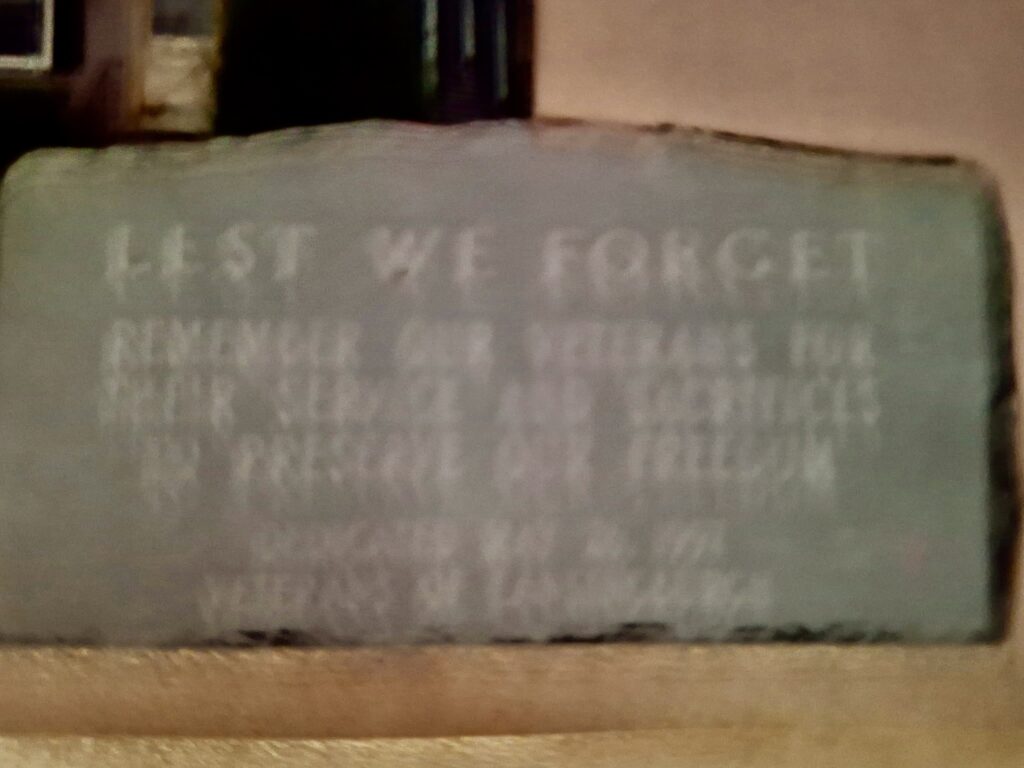 LEST WE FORGET
REMEMBER OUR VETERANS FOR
THEIR SERVICE AND SACRIFICES
TO PRESERVE OUR FREEDOM
DEDICATED MAY
VETERANS OF